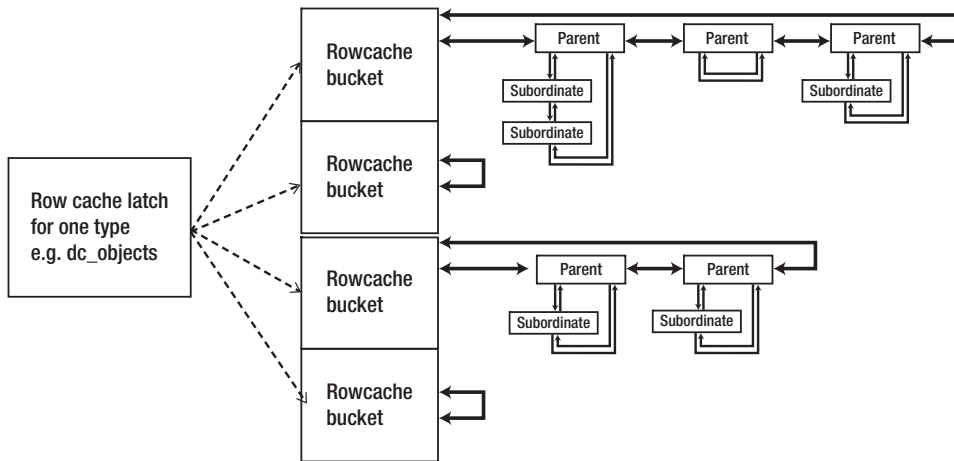 Rowcache
bucket
Parent
Parent
Parent
Subordinate
Subordinate
Subordinate
Rowcache
bucket
Row cache latch
for one type
e.g. dc_objects
Rowcache
bucket
Parent
Parent
Subordinate
Subordinate
Rowcache
bucket